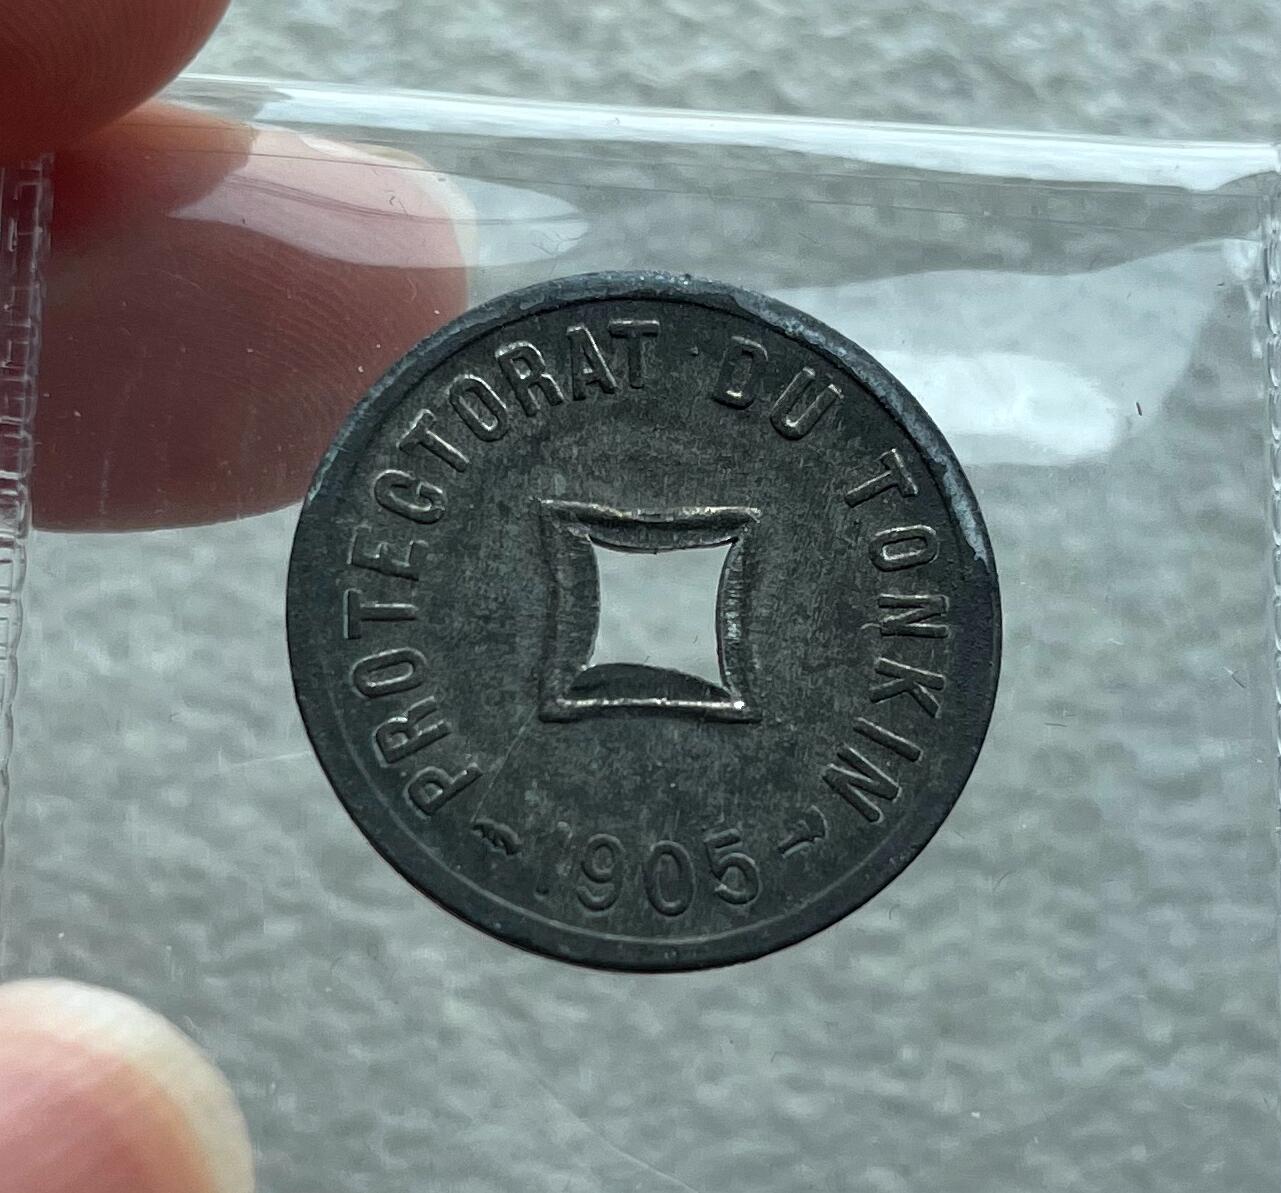 PROTECTORAT DU TONKIN
1905